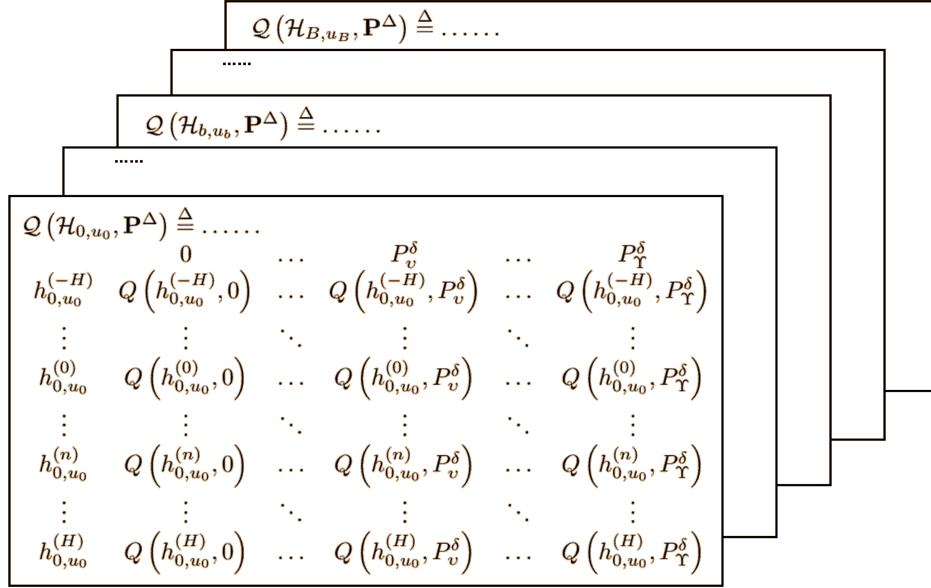 𝒬 (ℋ_{B,u_B}, 𝐏^Δ) ≜ ......
......
𝒬 (ℋ_{b,u_b}, 𝐏^Δ) ≜ ......
......
𝒬 (ℋ_{0,u_0}, 𝐏^Δ) ≜ ......
0 … P_υ^δ … P_Υ^δ
h_{0,u_0}^{(-H)} Q (h_{0,u_0}^{(-H)}, 0) … Q (h_{0,u_0}^{(-H)}, P_υ^δ) … Q (h_{0,u_0}^{(-H)}, P_Υ^δ)
⋮ ⋮ ⋱ ⋮ ⋱ ⋮
h_{0,u_0}^{(0)} Q (h_{0,u_0}^{(0)}, 0) … Q (h_{0,u_0}^{(0)}, P_υ^δ) … Q (h_{0,u_0}^{(0)}, P_Υ^δ)
⋮ ⋮ ⋱ ⋮ ⋱ ⋮
h_{0,u_0}^{(n)} Q (h_{0,u_0}^{(n)}, 0) … Q (h_{0,u_0}^{(n)}, P_υ^δ) … Q (h_{0,u_0}^{(n)}, P_Υ^δ)
⋮ ⋮ ⋱ ⋮ ⋱ ⋮
h_{0,u_0}^{(H)} Q (h_{0,u_0}^{(H)}, 0) … Q (h_{0,u_0}^{(H)}, P_υ^δ) … Q (h_{0,u_0}^{(H)}, P_Υ^δ)